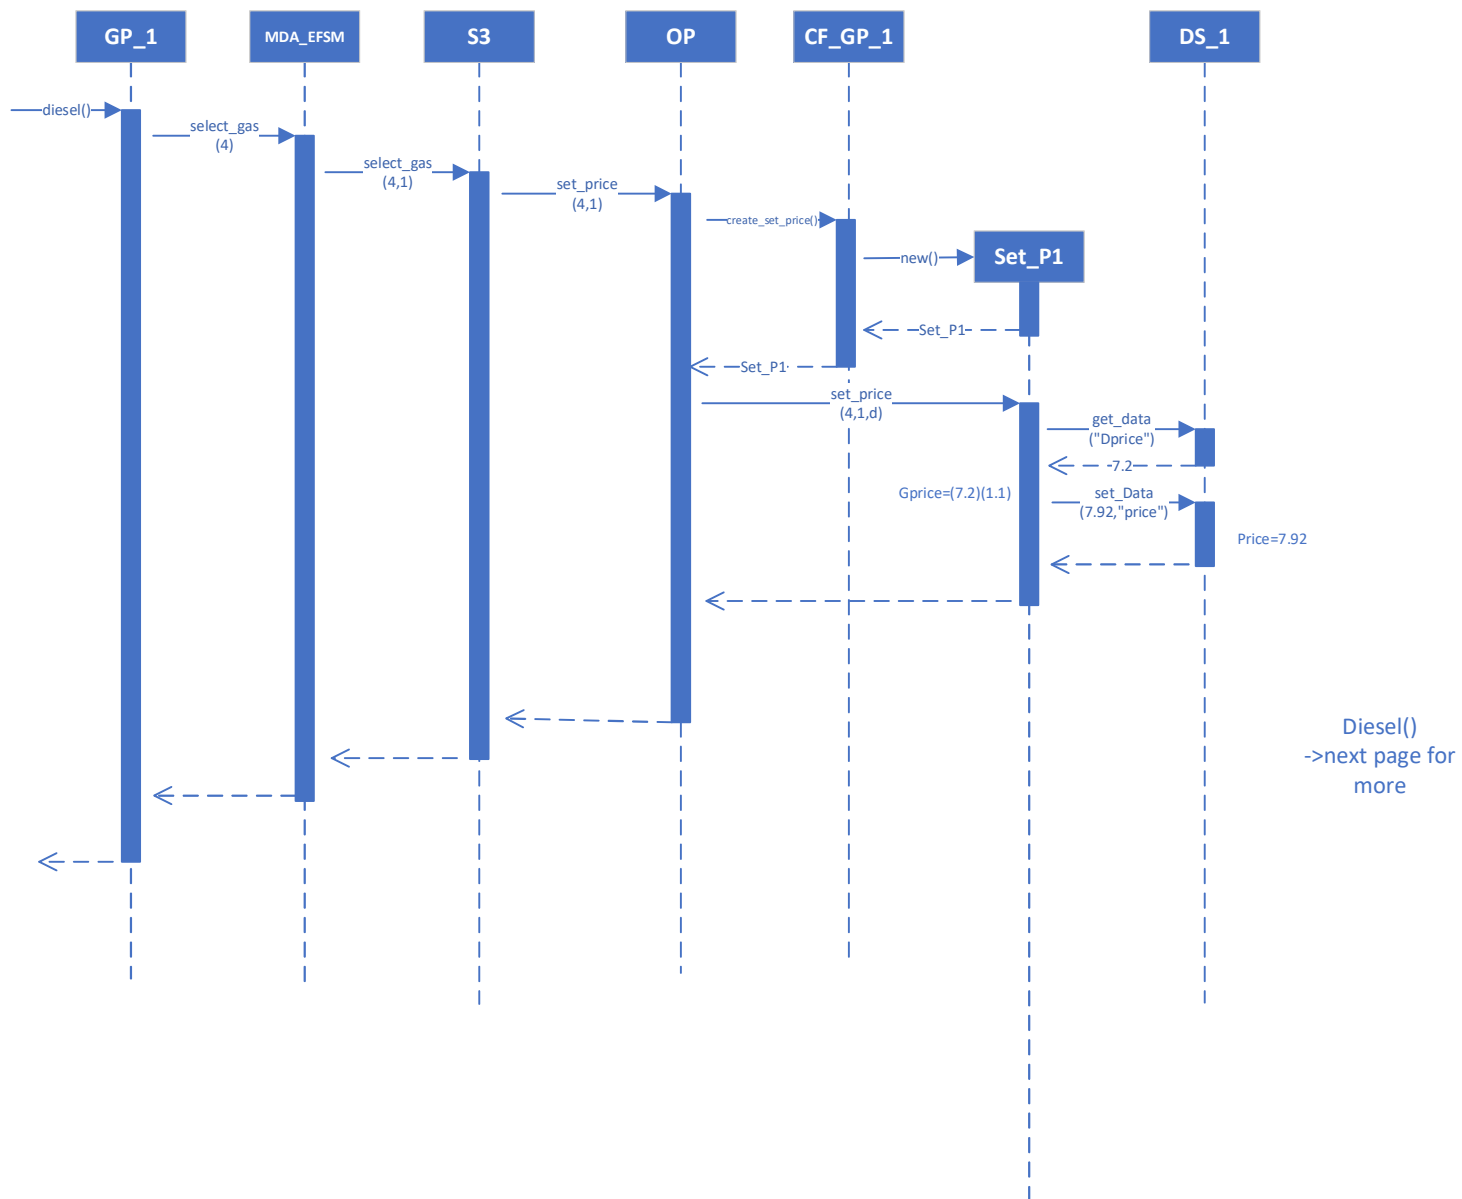 GP_1
MDA_EFSM
S3
OP
CF_GP_1
DS_1
diesel()
select_gas
(4)
select_gas
(4,1)
set_price
(4,1)
create_set_price()
new()
Set_P1
Set_P1
Set_P1
set_price
(4,1,d)
get_data
("Dprice")
7.2
Gprice=(7.2)(1.1)
set_Data
(7.92,"price")
Price=7.92
Diesel()
->next page for
more